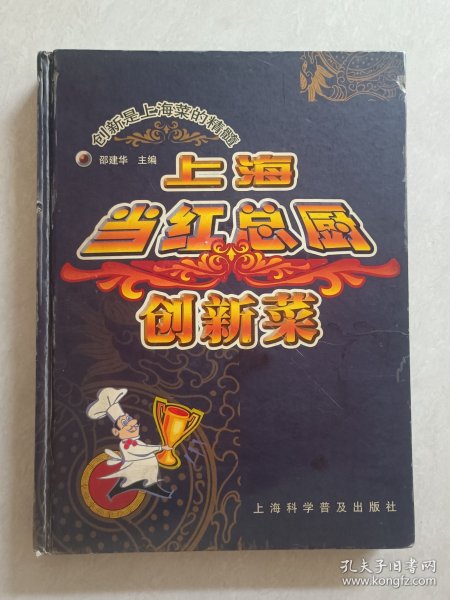 创新是上海菜的精髓
邵建华 主编
上海
当红总厨
创新菜
上海科学普及出版社
孔夫子旧书网
www.kongfz.com